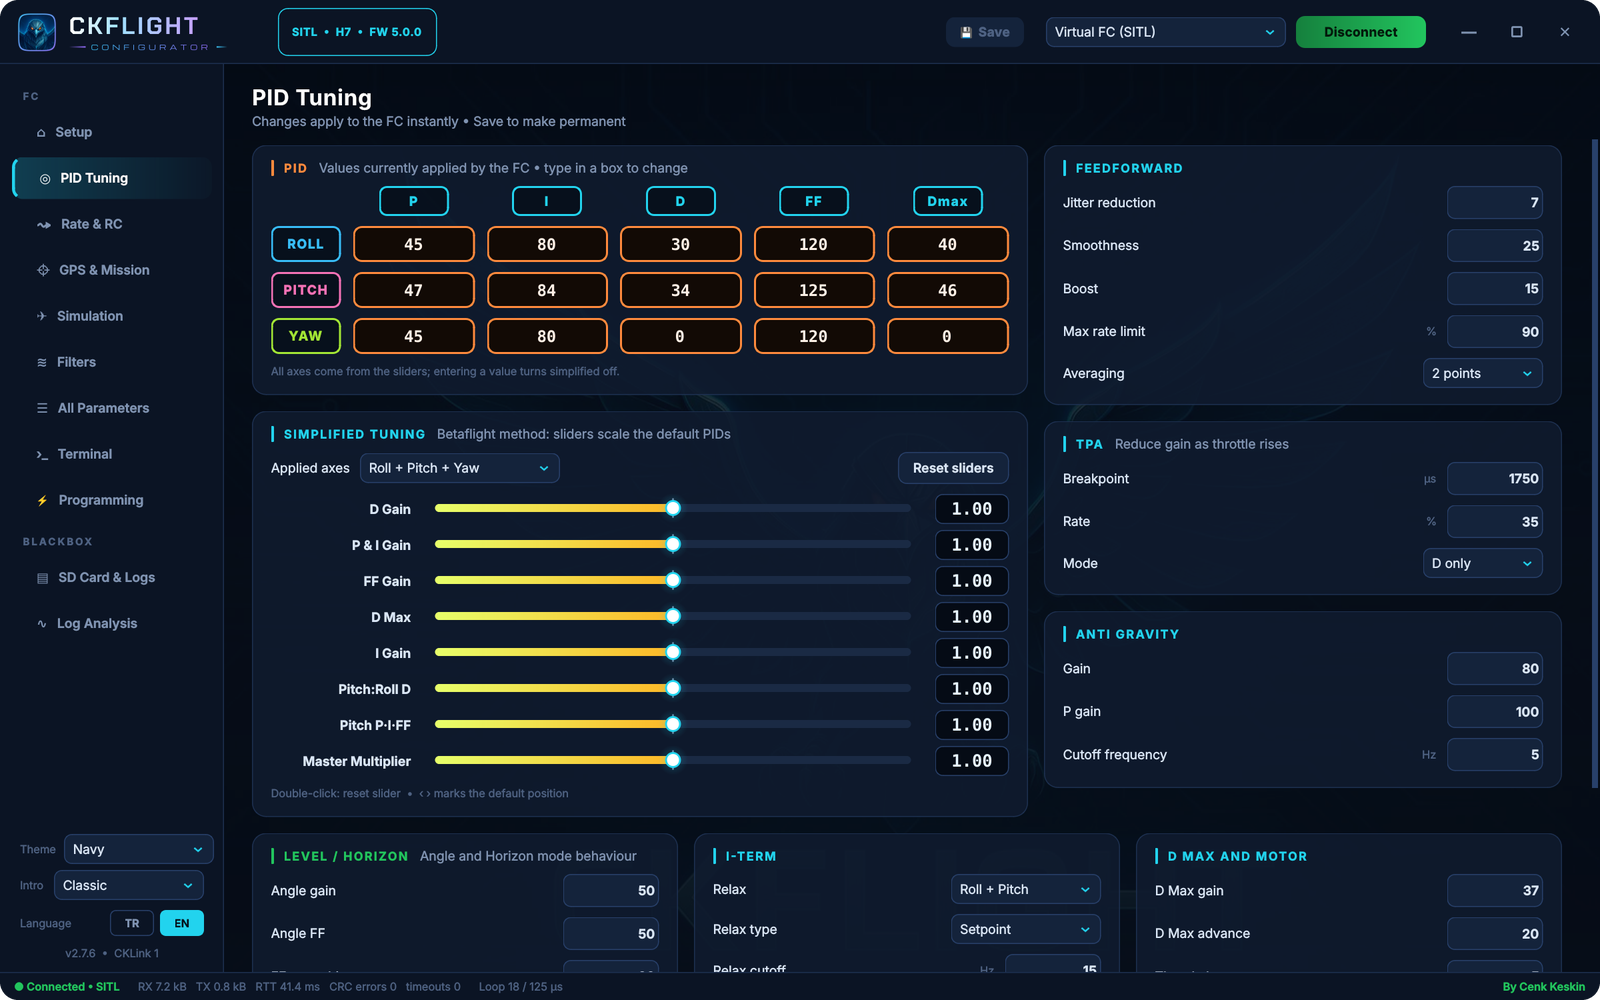 CKFLIGHT
CONFIGURATOR
SITL • H7 • FW 5.0.0
Save
Virtual FC (SITL)
Disconnect
FC
Setup
PID Tuning
Rate & RC
GPS & Mission
Simulation
Filters
All Parameters
Terminal
Programming
BLACKBOX
SD Card & Logs
Log Analysis
Theme Navy
Intro Classic
Language TR EN
v2.7.6 • CKLink 1
PID Tuning
Changes apply to the FC instantly • Save to make permanent
PID Values currently applied by the FC • type in a box to change
P I D FF Dmax
ROLL 45 80 30 120 40
PITCH 47 84 34 125 46
YAW 45 80 0 120 0
All axes come from the sliders; entering a value turns simplified off.
SIMPLIFIED TUNING Betaflight method: sliders scale the default PIDs
Applied axes Roll + Pitch + Yaw Reset sliders
D Gain 1.00
P & I Gain 1.00
FF Gain 1.00
D Max 1.00
I Gain 1.00
Pitch:Roll D 1.00
Pitch P·I·FF 1.00
Master Multiplier 1.00
Double-click: reset slider • ‹ › marks the default position
FEEDFORWARD
Jitter reduction 7
Smoothness 25
Boost 15
Max rate limit % 90
Averaging 2 points
TPA Reduce gain as throttle rises
Breakpoint µs 1750
Rate % 35
Mode D only
ANTI GRAVITY
Gain 80
P gain 100
Cutoff frequency Hz 5
LEVEL / HORIZON Angle and Horizon mode behaviour
Angle gain 50
Angle FF 50
I-TERM
Relax Roll + Pitch
Relax type Setpoint
Relax cutoff Hz 15
D MAX AND MOTOR
D Max gain 37
D Max advance 20
Connected • SITL RX 7.2 kB TX 0.8 kB RTT 41.4 ms CRC errors 0 timeouts 0 Loop 18 / 125 µs
By Cenk Keskin